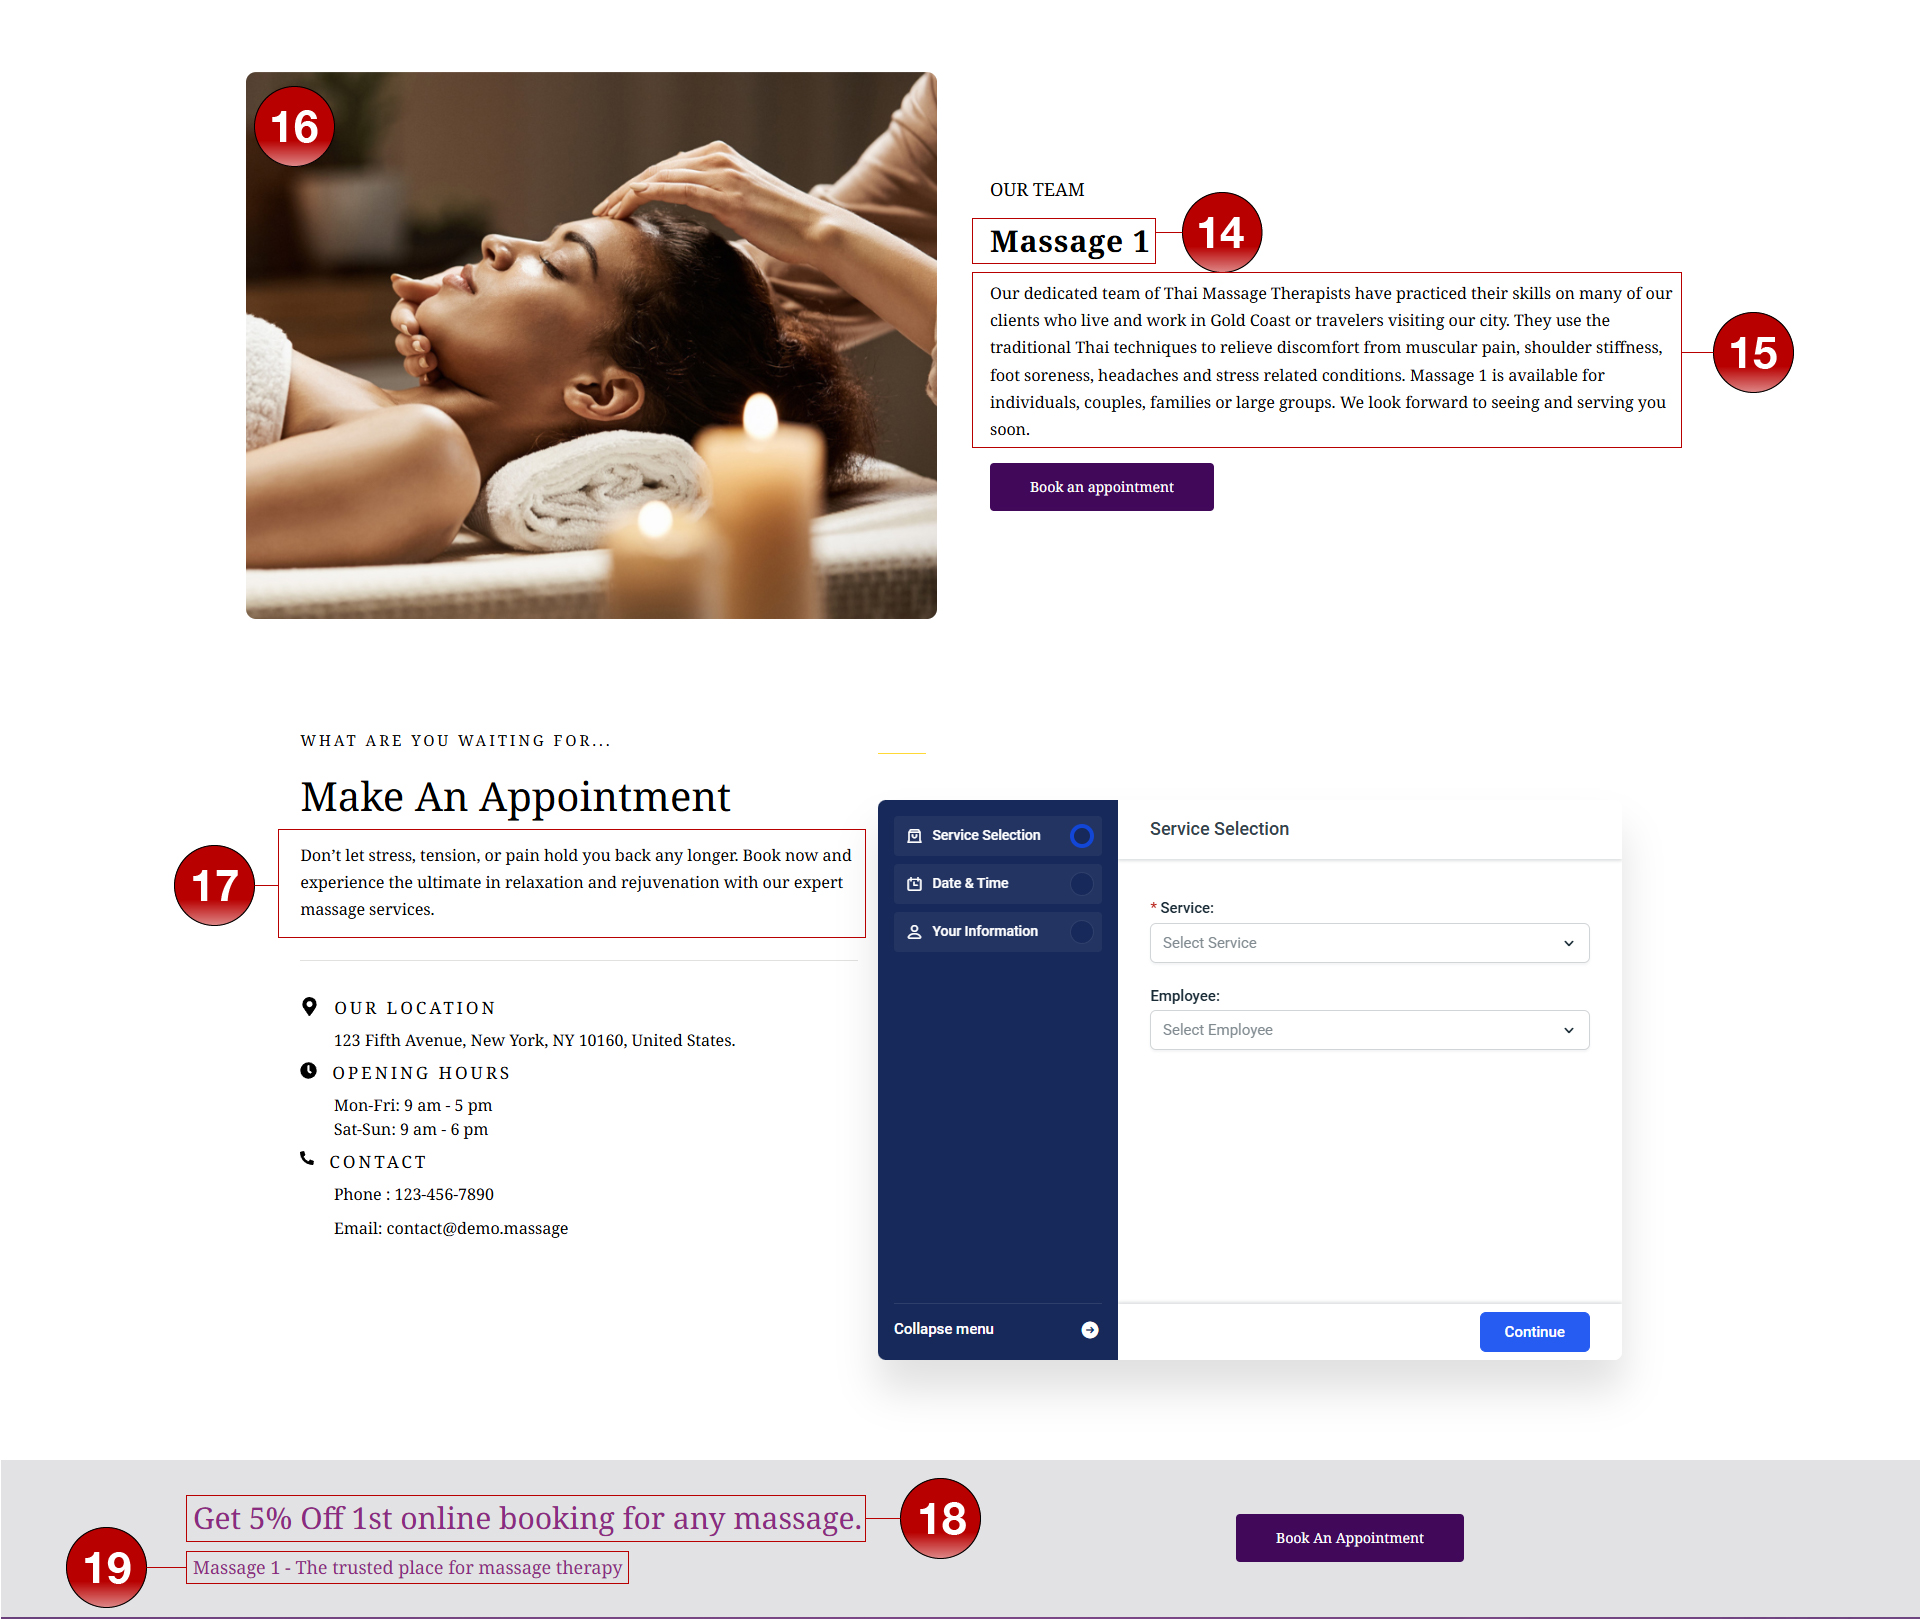 16
OUR TEAM
Massage 1
14
Our dedicated team of Thai Massage Therapists have practiced their skills on many of our
clients who live and work in Gold Coast or travelers visiting our city. They use the
traditional Thai techniques to relieve discomfort from muscular pain, shoulder stiffness,
foot soreness, headaches and stress related conditions. Massage 1 is available for
individuals, couples, families or large groups. We look forward to seeing and serving you
soon.
15
Book an appointment
WHAT ARE YOU WAITING FOR...
Make An Appointment
17
Don’t let stress, tension, or pain hold you back any longer. Book now and
experience the ultimate in relaxation and rejuvenation with our expert
massage services.
OUR LOCATION
123 Fifth Avenue, New York, NY 10160, United States.
OPENING HOURS
Mon-Fri: 9 am - 5 pm
Sat-Sun: 9 am - 6 pm
CONTACT
Phone : 123-456-7890
Email: contact@demo.massage
Service Selection
Date & Time
Your Information
Collapse menu
Service Selection
* Service:
Select Service
Employee:
Select Employee
Continue
Get 5% Off 1st online booking for any massage.
18
19
Massage 1 - The trusted place for massage therapy
Book An Appointment